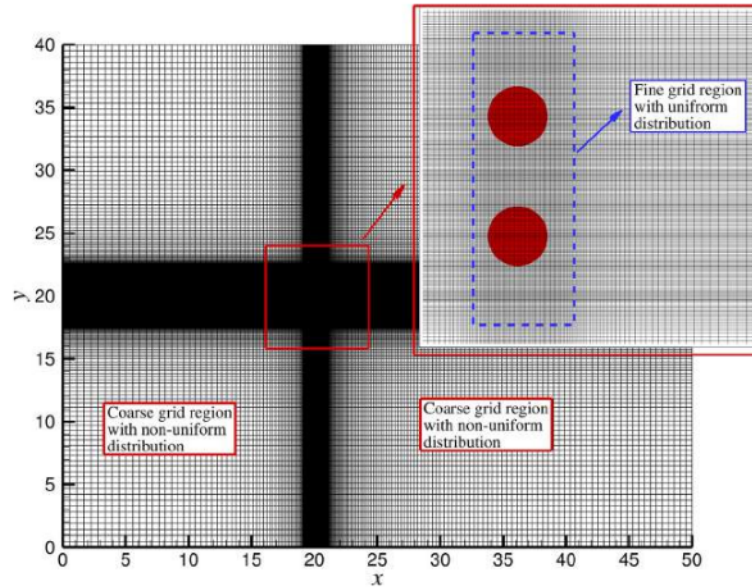 40
35
30
25
20
15
10
5
0
y
0
5
10
15
20
25
30
35
40
45
50
x
Fine grid region
with unifrorm
distribution
Coarse grid region
with non-uniform
distribution
Coarse grid region
with non-uniform
distribution